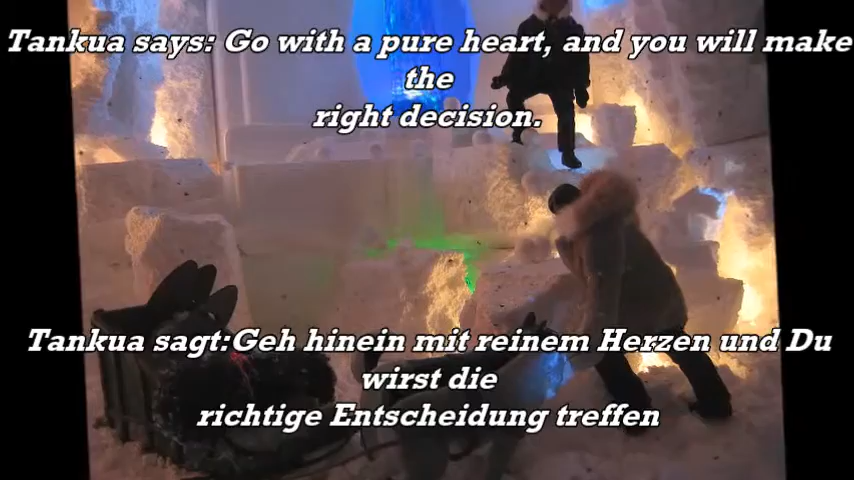 Tankua says: Go with a pure heart, and you will make
the
right decision.
Tankua sagt:Geh hinein mit reinem Herzen und Du
wirst die
richtige Entscheidung treffen